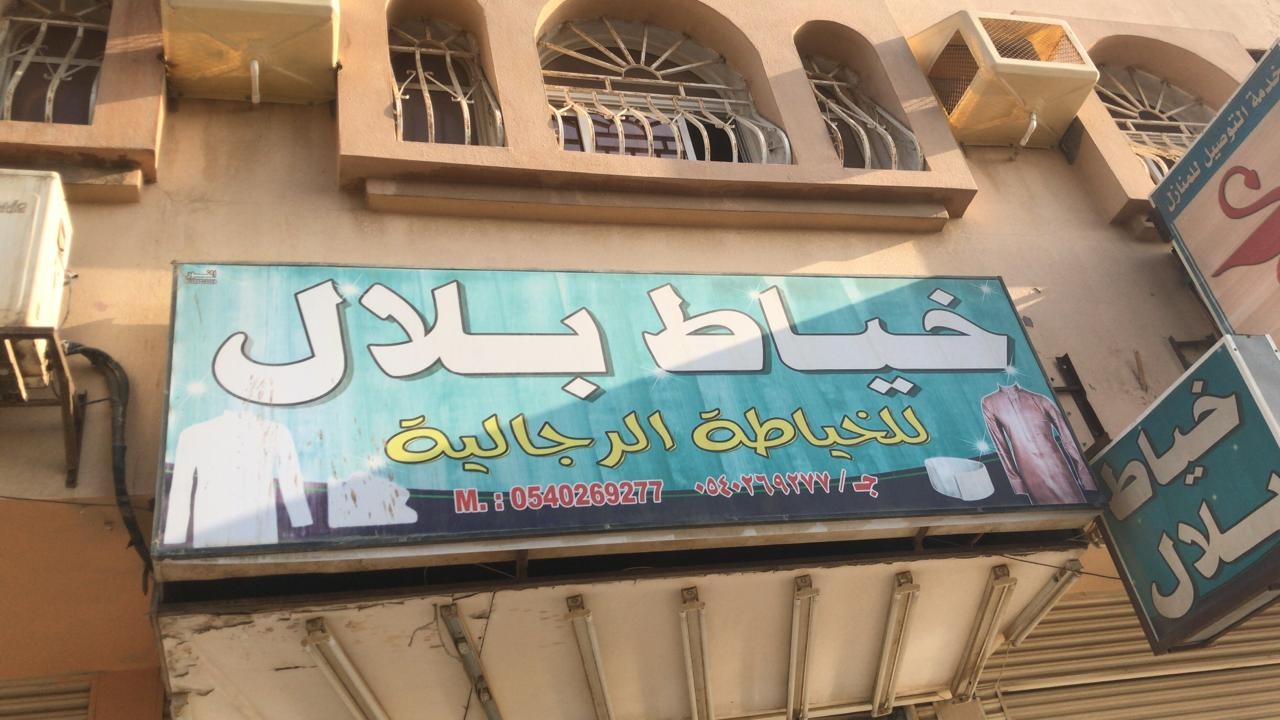 خياط بلال
للخياطة الرجالية
M. : 0540269277 جـ / ٠٥٤٠٢٦٩٢٧٧
خدمة التوصيل للمنازل
خياط
بلال